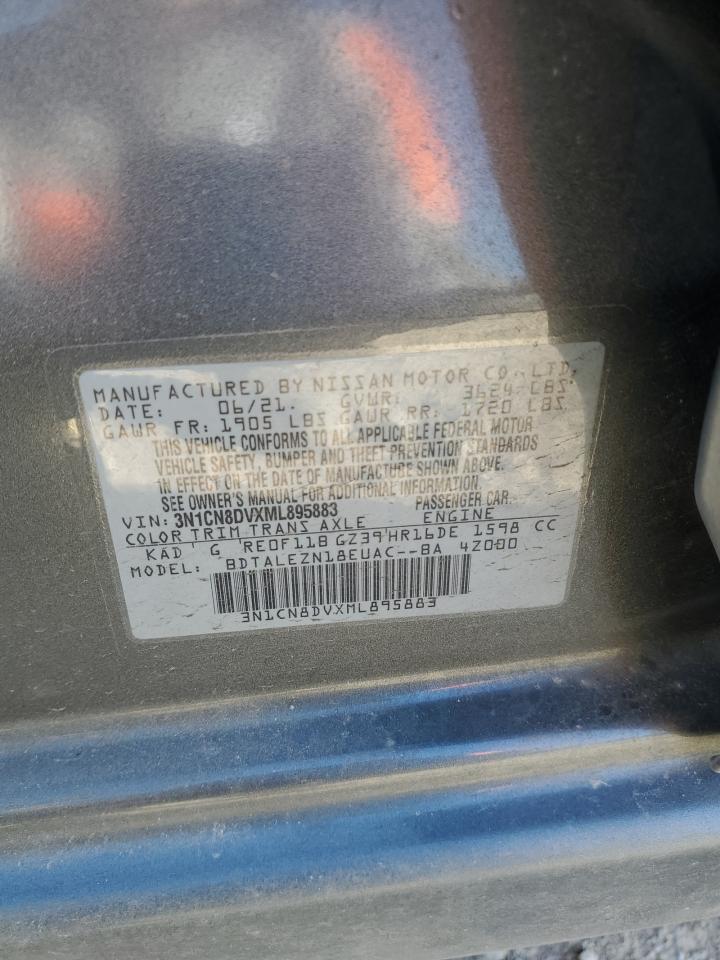 MANUFACTURED BY NISSAN MOTOR CO.,LTD.
DATE: 06/21. GVWR: 3624 LBS
GAWR FR: 1905 LBS GAWR RR: 1720 LBS
THIS VEHICLE CONFORMS TO ALL APPLICABLE FEDERAL MOTOR
VEHICLE SAFETY, BUMPER AND THEFT PREVENTION STANDARDS
IN EFFECT ON THE DATE OF MANUFACTURE SHOWN ABOVE.
SEE OWNER'S MANUAL FOR ADDITIONAL INFORMATION.
VIN: 3N1CN8DVXML895883 PASSENGER CAR
COLOR TRIM TRANS AXLE ENGINE
KAD G RE0F11B GZ39 HR16DE 1598 CC
MODEL: BDTALEZN18EUAC--BA 4Z000
3N1CN8DVXML895883